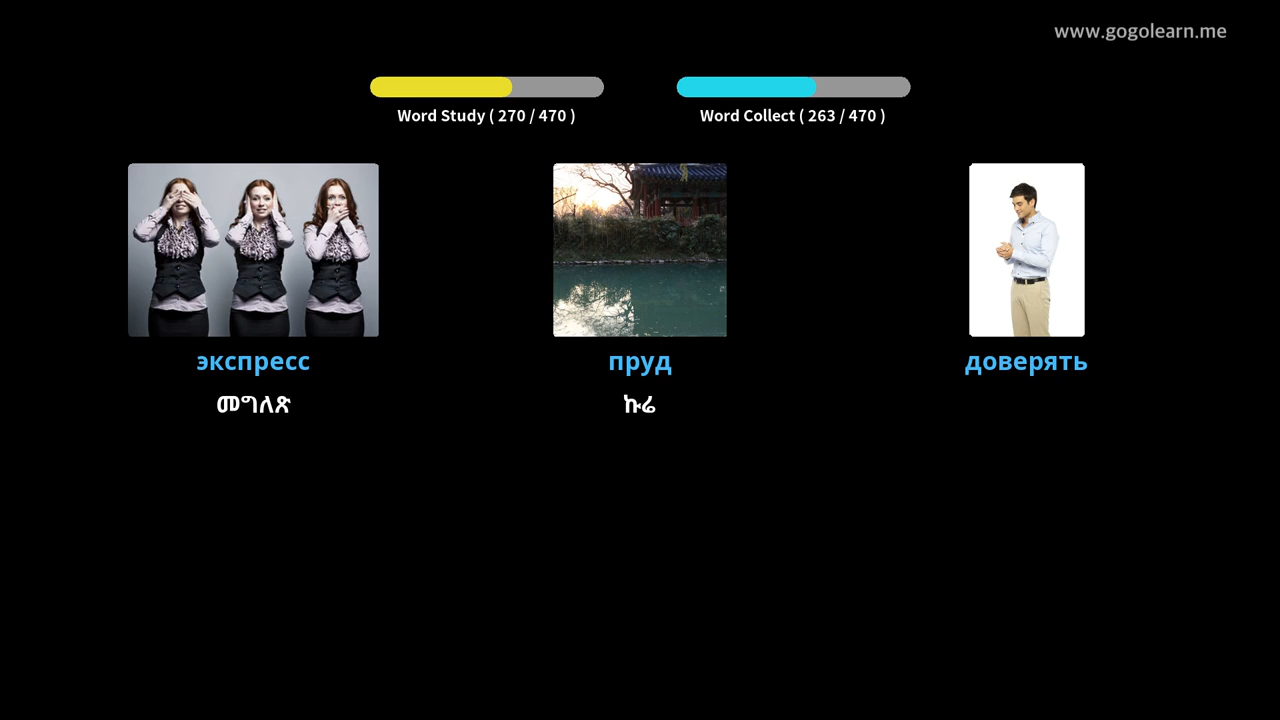 www.gogolearn.me
Word Study ( 270 / 470 )
Word Collect ( 263 / 470 )
экспресс
пруд
доверять
መግለጽ
ኩሬ